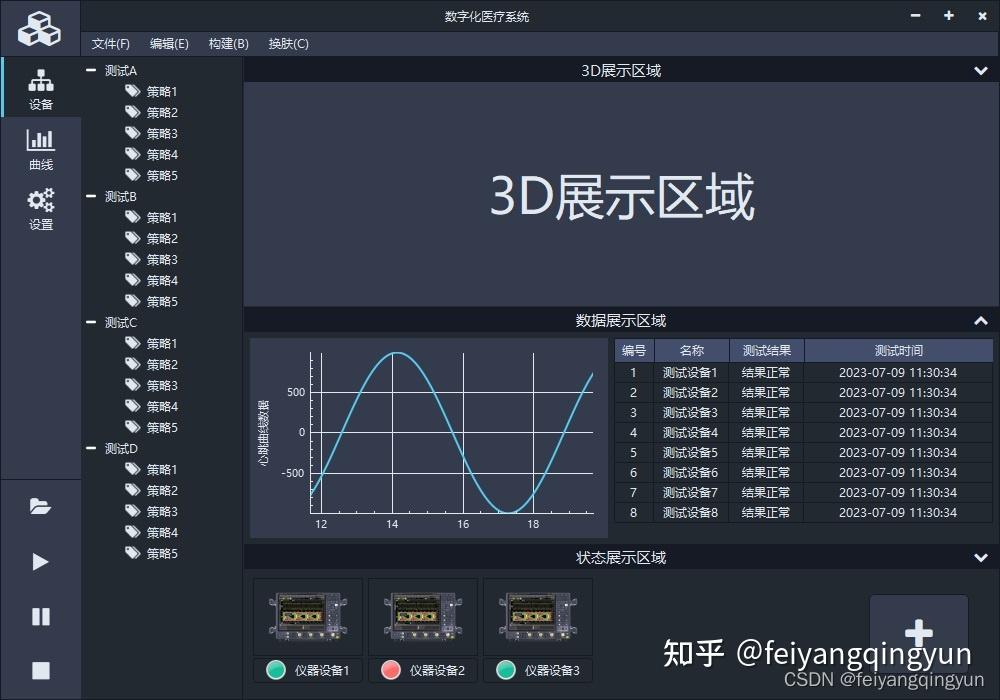 数字化医疗系统
文件(F) 编辑(E) 构建(B) 换肤(C)
设备
曲线
设置
测试A
策略1
策略2
策略3
策略4
策略5
测试B
策略1
策略2
策略3
策略4
策略5
测试C
策略1
策略2
策略3
策略4
策略5
测试D
策略1
策略2
策略3
策略4
策略5
3D展示区域
3D展示区域
数据展示区域
心跳曲线数据
500
0
-500
12 14 16 18
编号 名称 测试结果 测试时间
1 测试设备1 结果正常 2023-07-09 11:30:34
2 测试设备2 结果正常 2023-07-09 11:30:34
3 测试设备3 结果正常 2023-07-09 11:30:34
4 测试设备4 结果正常 2023-07-09 11:30:34
5 测试设备5 结果正常 2023-07-09 11:30:34
6 测试设备6 结果正常 2023-07-09 11:30:34
7 测试设备7 结果正常 2023-07-09 11:30:34
8 测试设备8 结果正常 2023-07-09 11:30:34
状态展示区域
仪器设备1 仪器设备2 仪器设备3
知乎 @feiyangqingyun
CSDN @feiyangqingyun